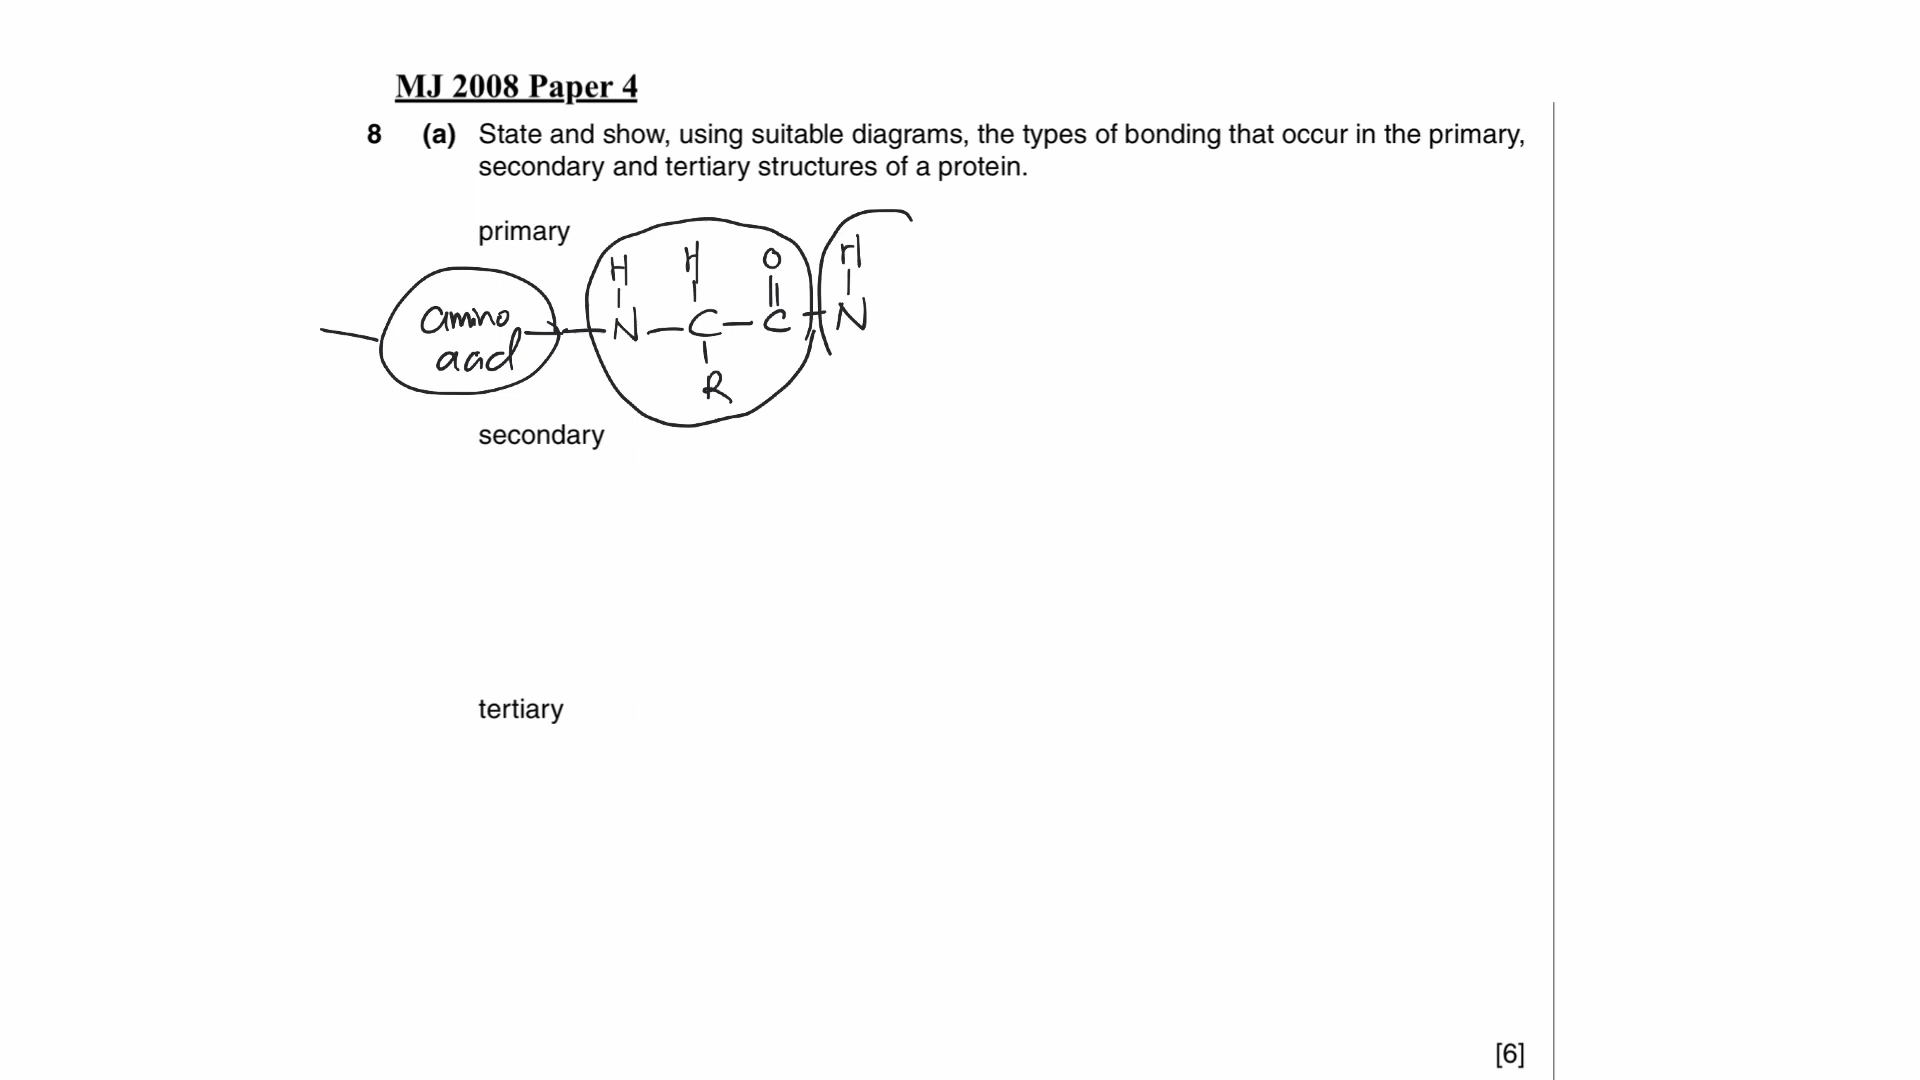 MJ 2008 Paper 4
8 (a) State and show, using suitable diagrams, the types of bonding that occur in the primary,
secondary and tertiary structures of a protein.
primary
H H O H
amino N — C — C — N
acid
R
secondary
tertiary
[6]